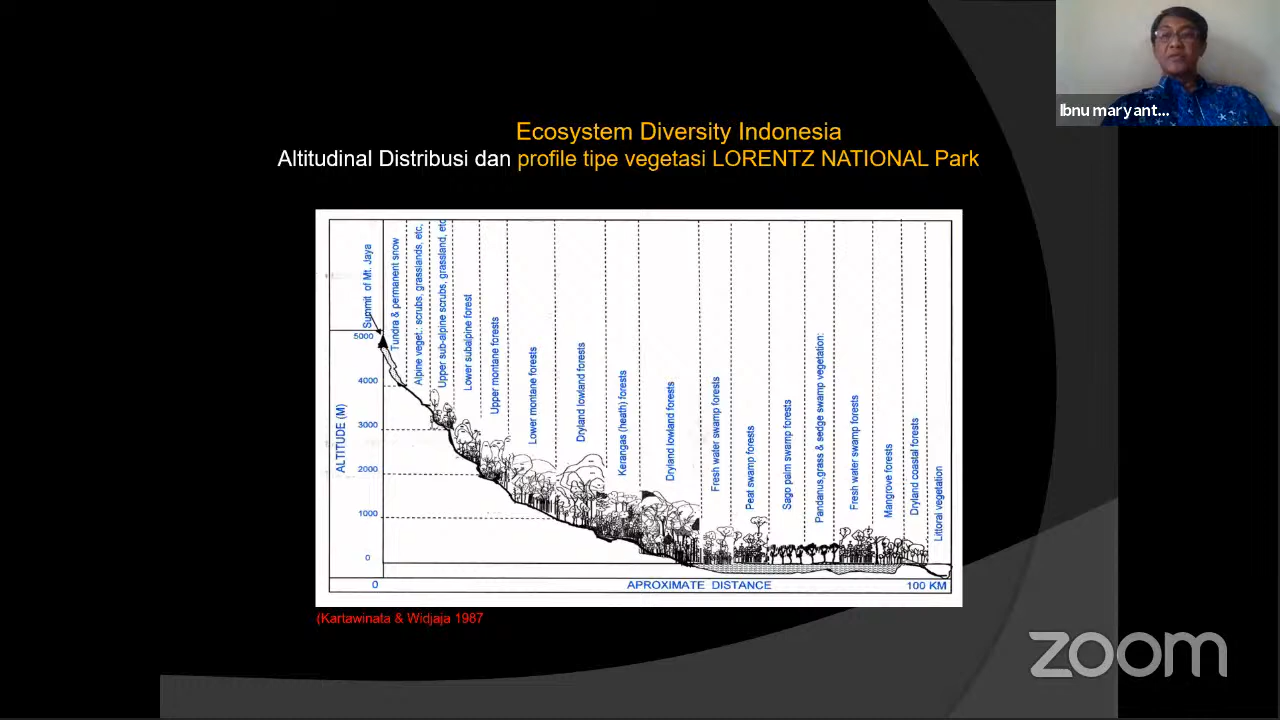 Ibnu maryant...
Ecosystem Diversity Indonesia
Altitudinal Distribusi dan profile tipe vegetasi LORENTZ NATIONAL Park
Summit of Mt. Jaya
Tundra & permanent snow
Alpine veget.: scrubs, grasslands, etc,
Upper sub-alpine scrubs, grassland, etc
Lower subalpine forest
Upper montane forests
Lower montane forests
Dryland lowland forests
Kerangas (heath) forests
Dryland lowland forests
Fresh water swamp forests
Peat swamp forests
Sago palm swamp forests
Pandanus,grass & sedge swamp vegetation:
Fresh water swamp forests
Mangrove forests
Dryland coastal forests
Littoral vegetation
ALTITUDE (M)
5000
4000
3000
2000
1000
0
0
APROXIMATE DISTANCE
100 KM
(Kartawinata & Widjaja 1987
zoom